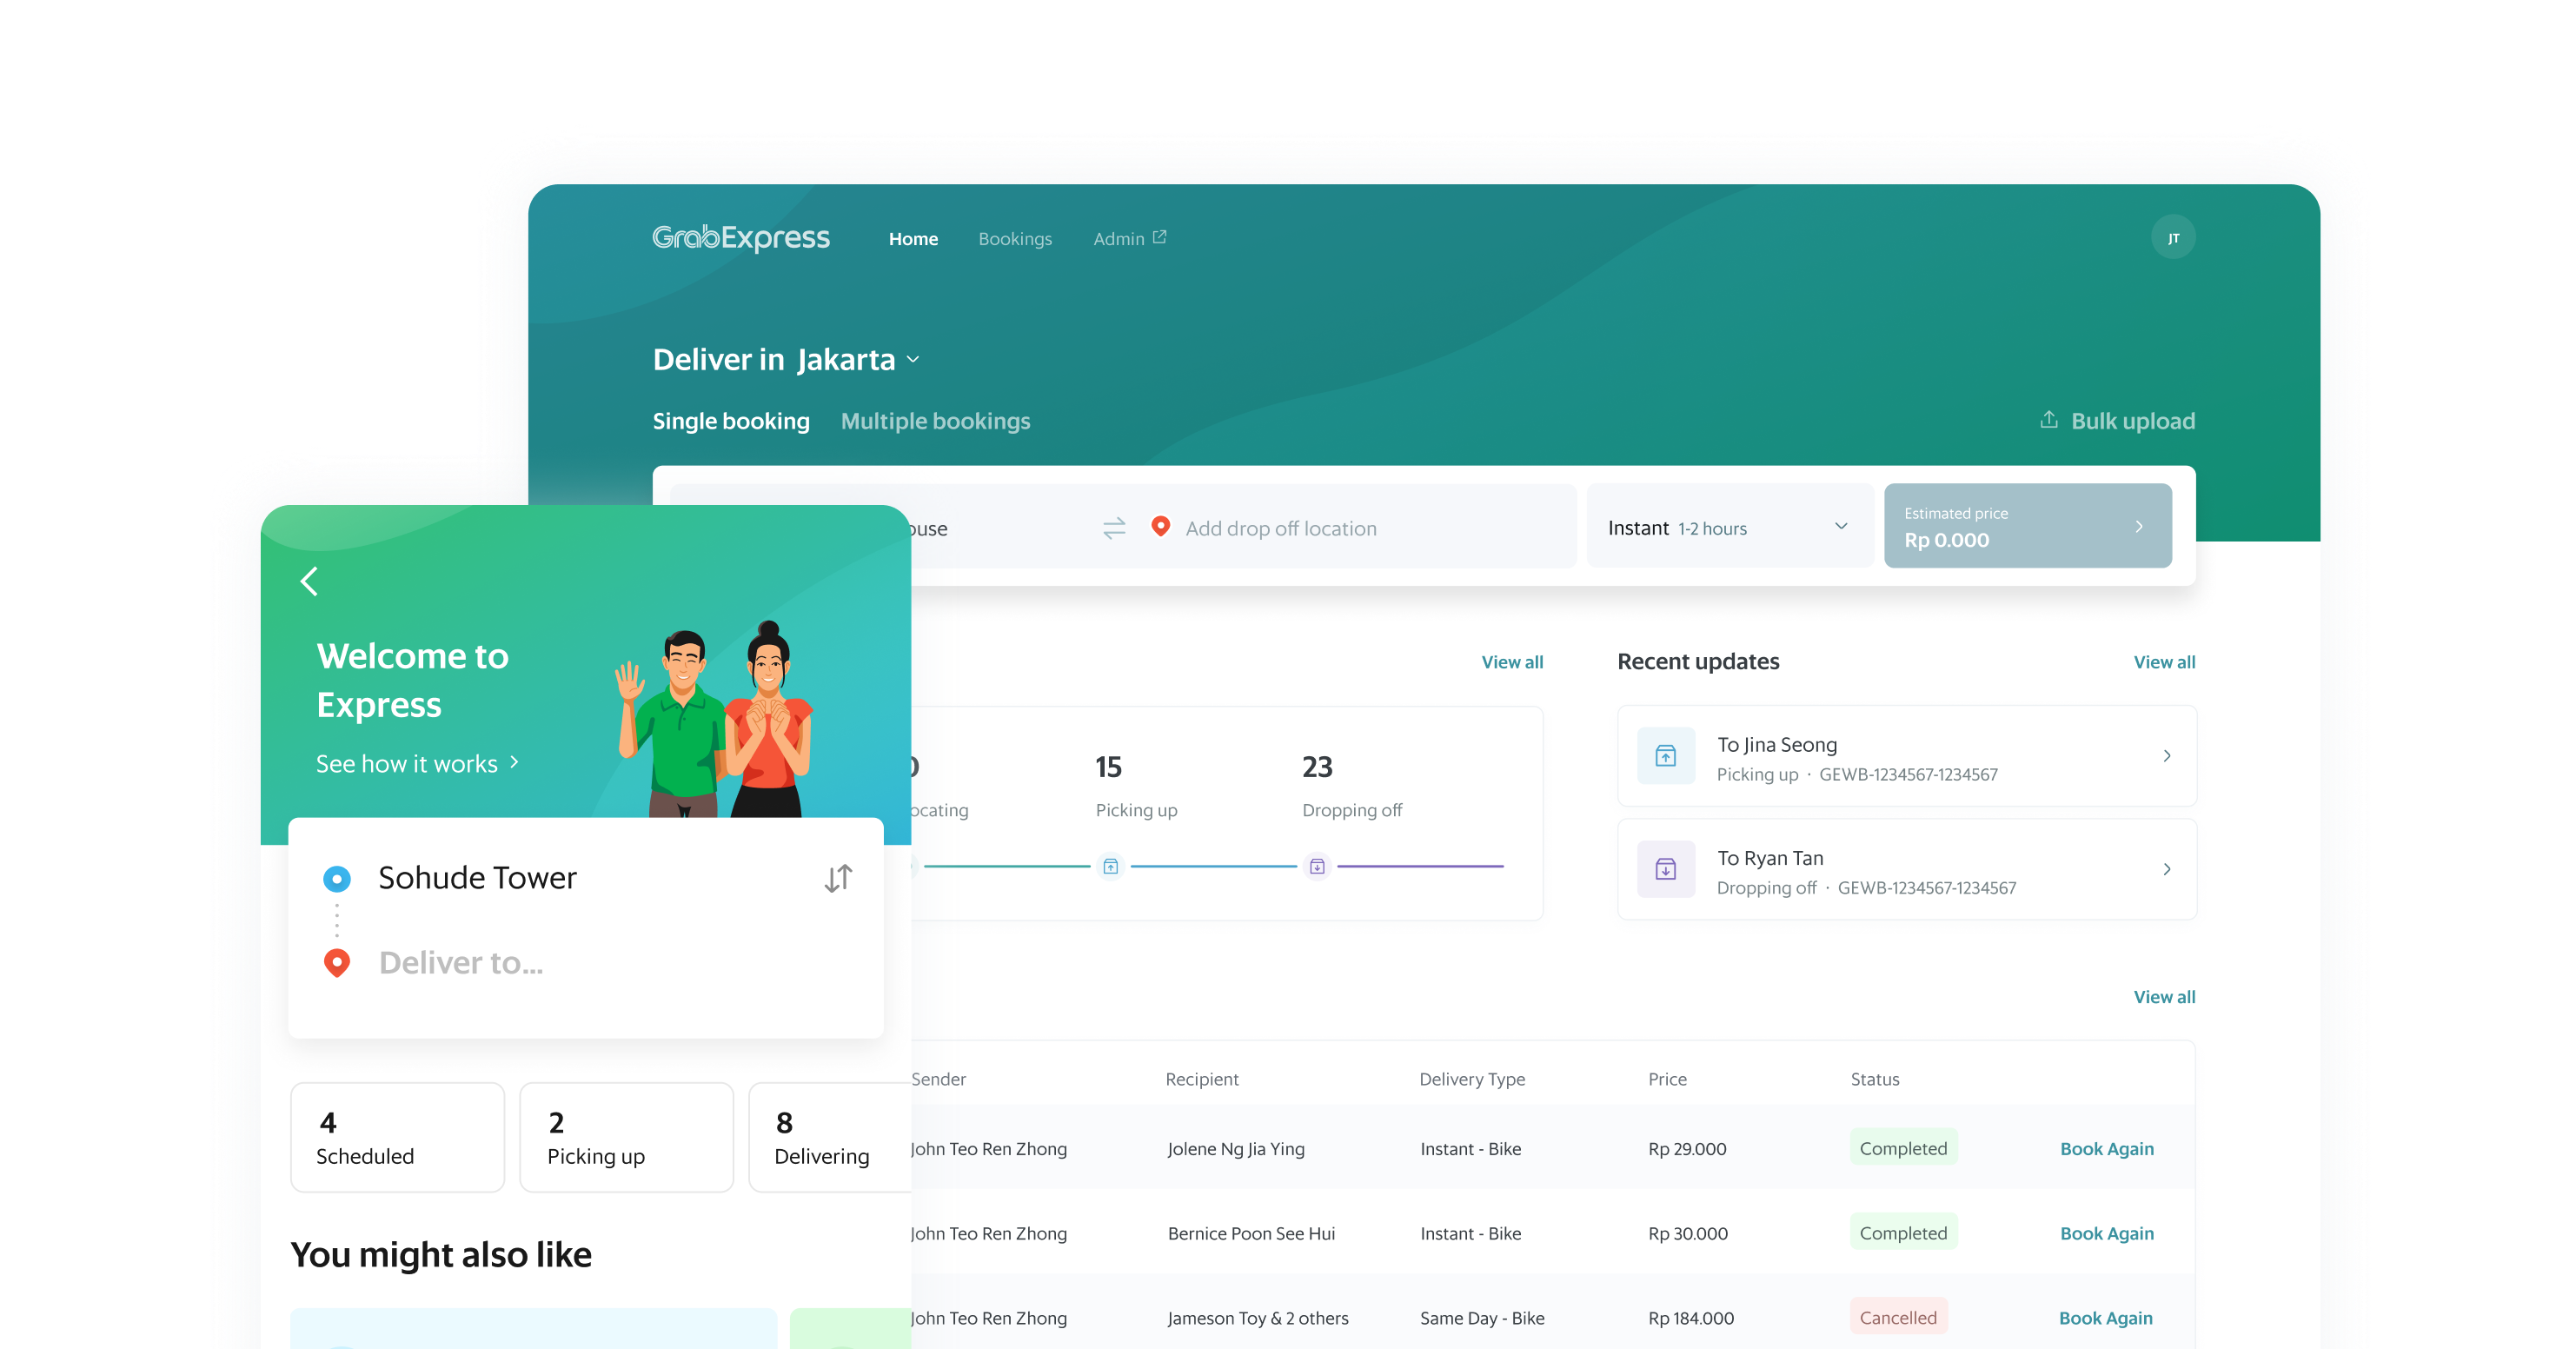 GrabExpress Home Bookings Admin JT
Deliver in Jakarta
Single booking Multiple bookings Bulk upload
Add drop off location Instant 1-2 hours Estimated price
Rp 0.000
View all
15 23
Picking up Dropping off
Recent updates View all
To Jina Seong
Picking up · GEWB-1234567-1234567
To Ryan Tan
Dropping off · GEWB-1234567-1234567
View all
Sender Recipient Delivery Type Price Status
John Teo Ren Zhong Jolene Ng Jia Ying Instant - Bike Rp 29.000 Completed Book Again
John Teo Ren Zhong Bernice Poon See Hui Instant - Bike Rp 30.000 Completed Book Again
John Teo Ren Zhong Jameson Toy & 2 others Same Day - Bike Rp 184.000 Cancelled Book Again
Welcome to
Express
See how it works
Sohude Tower
Deliver to...
4 2 8
Scheduled Picking up Delivering
You might also like